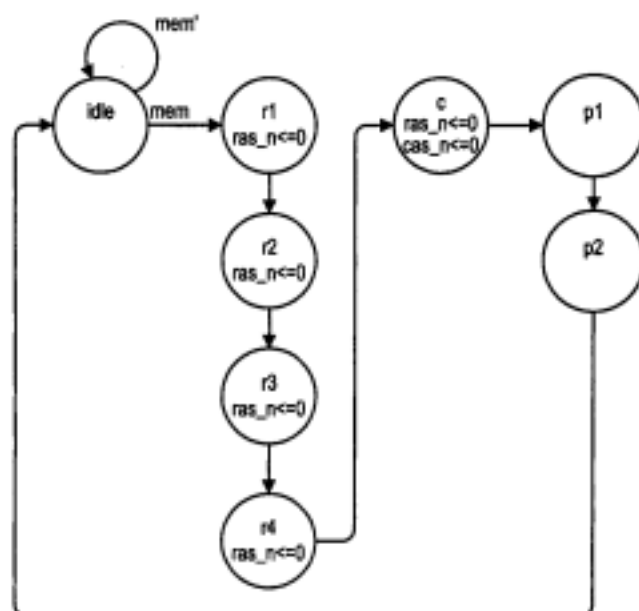 mem'
idle
mem
r1
ras_n<=0
r2
ras_n<=0
r3
ras_n<=0
r4
ras_n<=0
c
ras_n<=0
cas_n<=0
p1
p2